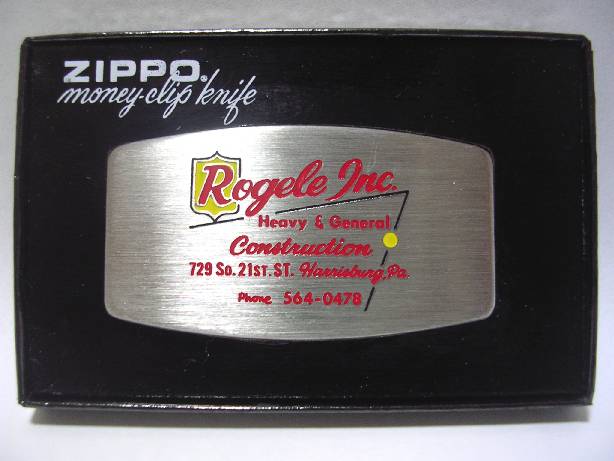 ZIPPO®
money-clip knife
Rogele Inc.
Heavy & General
Construction
729 So. 21ST. ST. Harrisburg, Pa.
Phone 564-0478